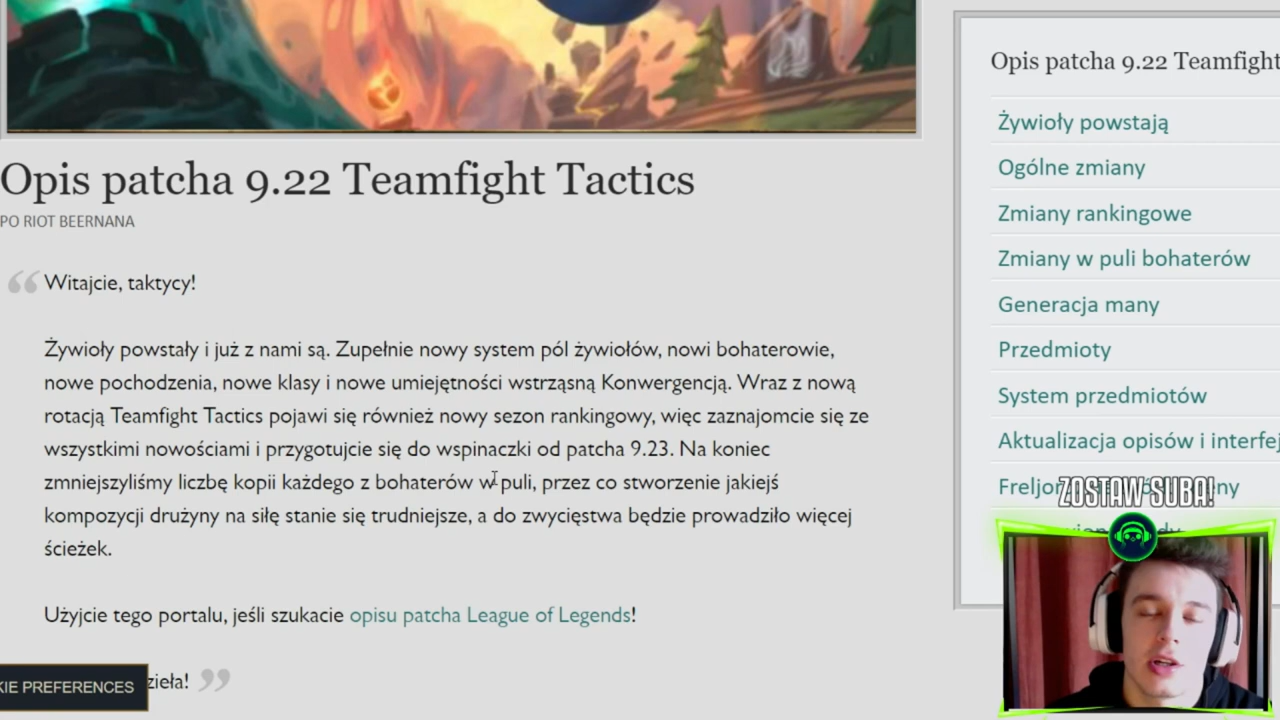 Opis patcha 9.22 Teamfight Tactics
PO RIOT BEERNANA
Witajcie, taktycy!
Żywioły powstały i już z nami są. Zupełnie nowy system pól żywiołów, nowi bohaterowie,
nowe pochodzenia, nowe klasy i nowe umiejętności wstrząsną Konwergencją. Wraz z nową
rotacją Teamfight Tactics pojawi się również nowy sezon rankingowy, więc zaznajomcie się ze
wszystkimi nowościami i przygotujcie się do wspinaczki od patcha 9.23. Na koniec
zmniejszyliśmy liczbę kopii każdego z bohaterów w puli, przez co stworzenie jakiejś
kompozycji drużyny na siłę stanie się trudniejsze, a do zwycięstwa będzie prowadziło więcej
ścieżek.
Użyjcie tego portalu, jeśli szukacie opisu patcha League of Legends!
zieła!
KIE PREFERENCES
Opis patcha 9.22 Teamfight
Żywioły powstają
Ogólne zmiany
Zmiany rankingowe
Zmiany w puli bohaterów
Generacja many
Przedmioty
System przedmiotów
Aktualizacja opisów i interfej
ZOSTAW SUBA!